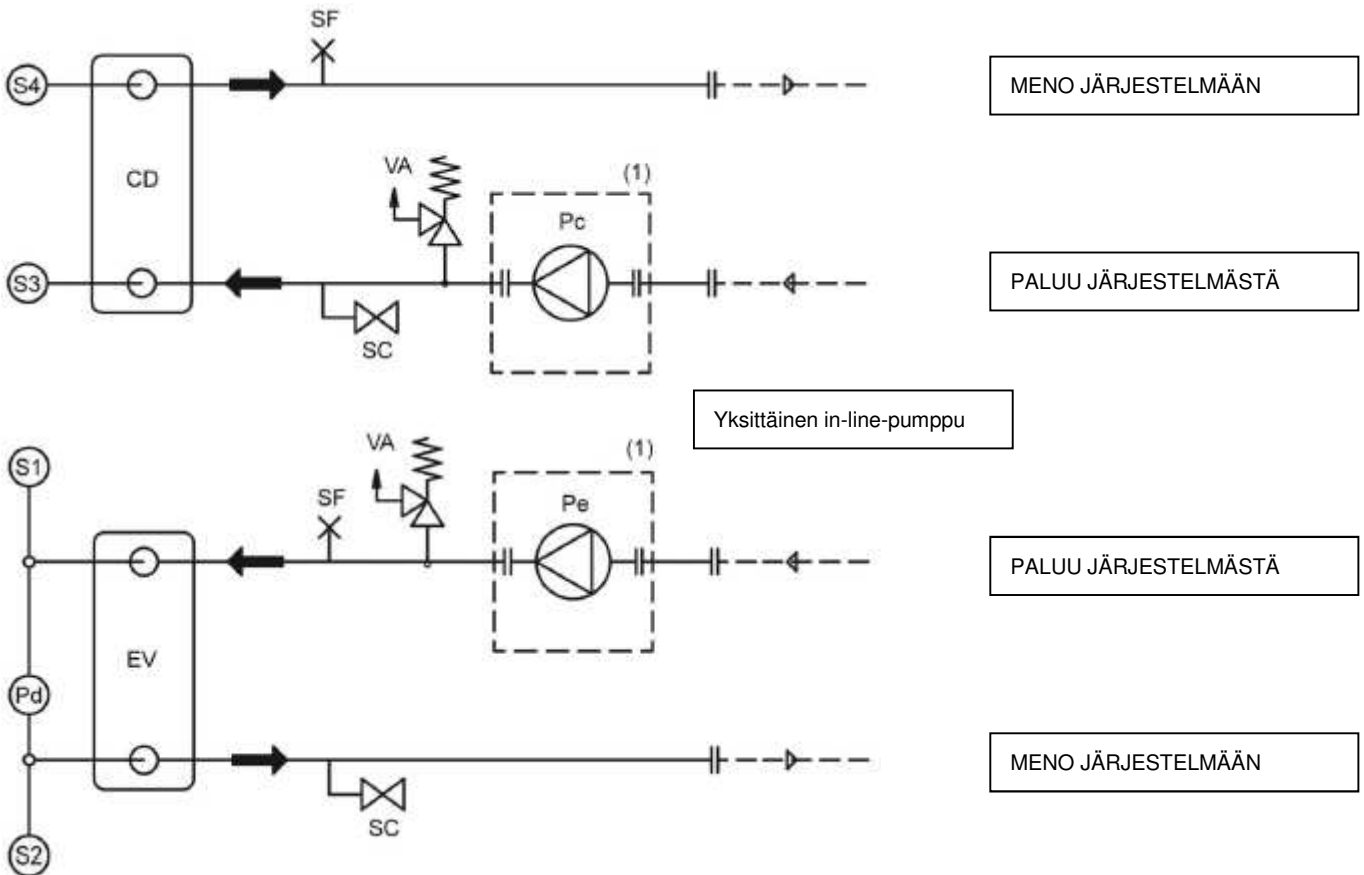 SF
S4
MENO JÄRJESTELMÄÄN
CD
VA
(1)
Pc
S3
PALUU JÄRJESTELMÄSTÄ
SC
Yksittäinen in-line-pumppu
S1
VA
(1)
SF
Pe
PALUU JÄRJESTELMÄSTÄ
EV
Pd
MENO JÄRJESTELMÄÄN
SC
S2